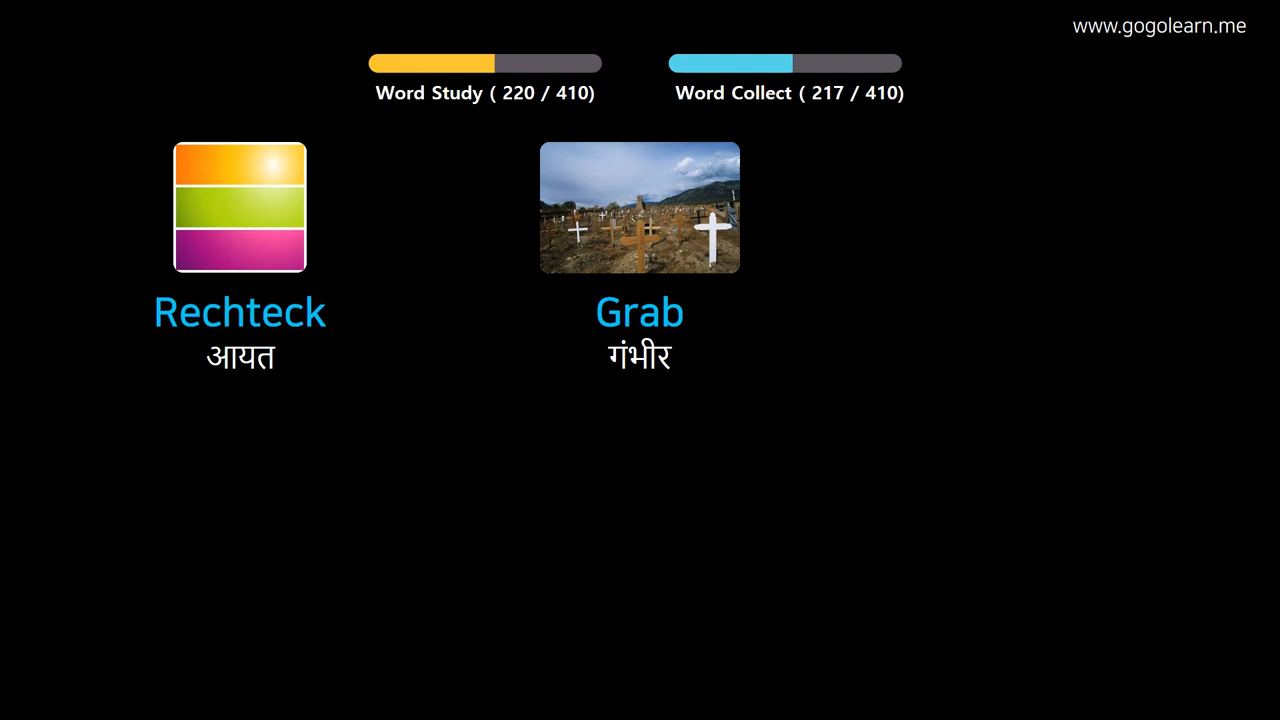 www.gogolearn.me
Word Study ( 220 / 410)
Word Collect ( 217 / 410)
Rechteck
आयत
Grab
गंभीर